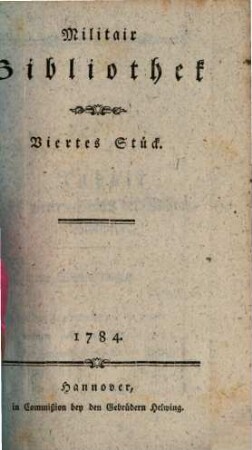 Militair
Bibliothek
Viertes Stück.
1784.
Hannover,
in Commißion bey den Gebrüdern Helwing.